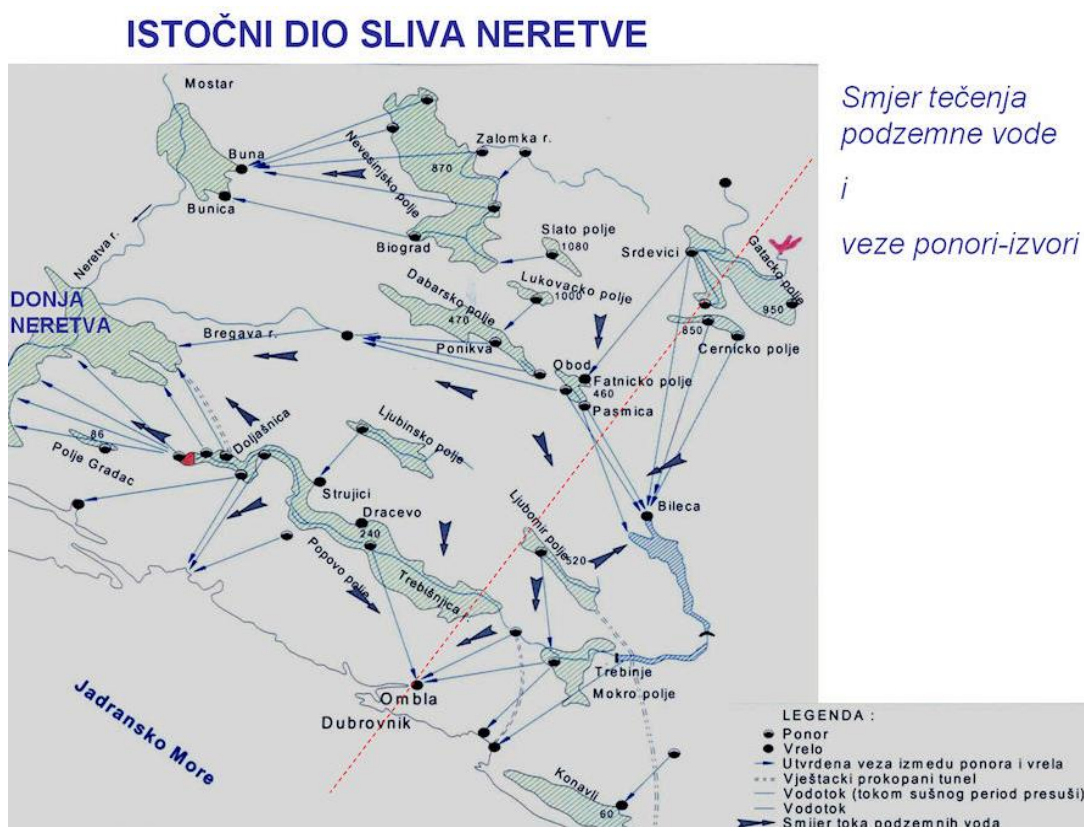 ISTOČNI DIO SLIVA NERETVE
Smjer tečenja
podzemne vode
i
veze ponori-izvori
Mostar
Buna
Bunica
Neretva r.
Nevesinjsko polje
870
Zalomka r.
Biograd
Slato polje
1080
Lukovacko polje
1000
Srdevici
Gatacko polje
950
850
Cernicko polje
DONJA
NERETVA
Bregava r.
Dabarsko polje
470
Ponikva
Obod
Fatnicko polje
460
Pasmica
86
Polje Gradac
Doljašnica
Ljubinsko polje
Strujici
Dracevo
240
Popovo polje
Trebišnjica r.
Ljubomir polje
520
Bileca
Trebinje
Mokro polje
Ombla
Dubrovnik
Jadransko More
Konavli
60
LEGENDA :
Ponor
Vrelo
Utvrdena veza između ponora i vrela
Vještacki prokopani tunel
Vodotok (tokom sušnog period presuši)
Vodotok
Smijer toka podzemnih voda